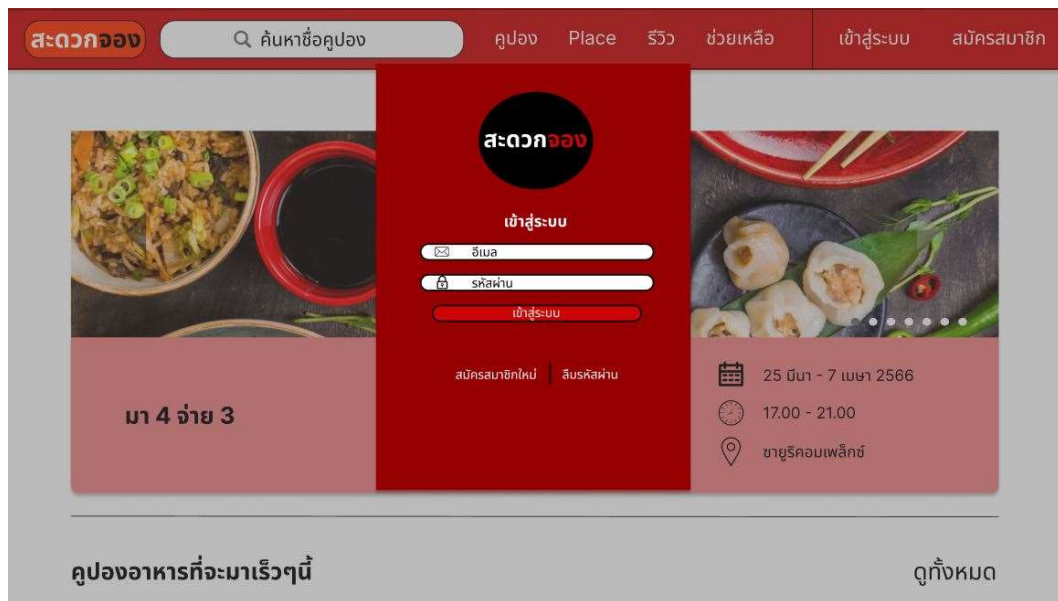 สะดวกจอง ค้นหาชื่อคูปอง คูปอง Place รีวิว ช่วยเหลือ เข้าสู่ระบบ สมัครสมาชิก
สะดวกจอง
เข้าสู่ระบบ
อีเมล
รหัสผ่าน
เข้าสู่ระบบ
สมัครสมาชิกใหม่ ลืมรหัสผ่าน
มา 4 จ่าย 3
25 มีนา - 7 เมษา 2566
17.00 - 21.00
ซายูริคอมเพล็กซ์
คูปองอาหารที่จะมาเร็วๆนี้ ดูทั้งหมด